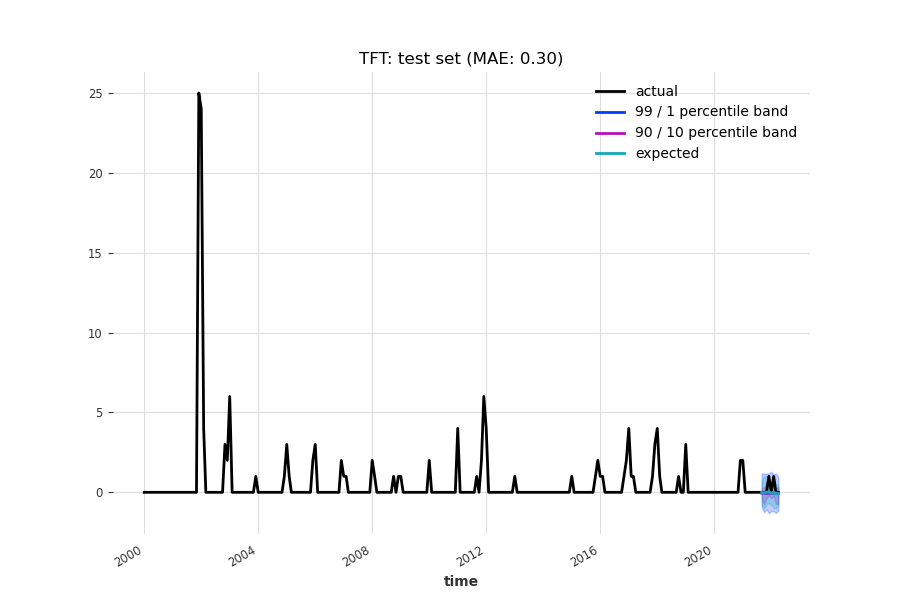 TFT: test set (MAE: 0.30)
actual
99 / 1 percentile band
90 / 10 percentile band
expected
25
20
15
10
5
0
2000
2004
2008
2012
2016
2020
time